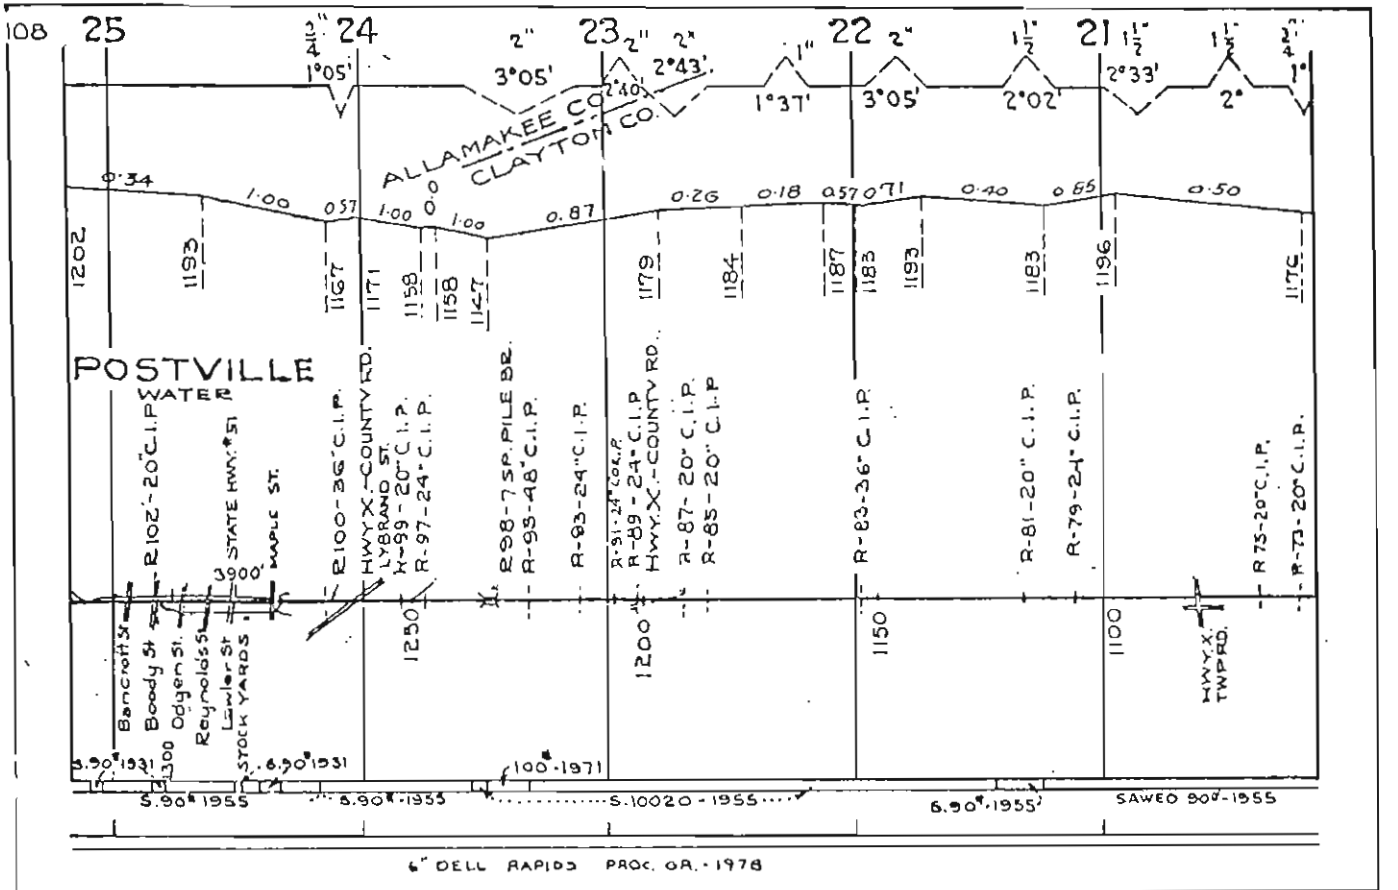 108 25 24 23 22 21
3/4" 2" 2" 2" 1" 2" 1 1/2" 1 1/2" 1 1/2" 3/4"
1°05' 3°05' 2°40' 2°43' 1°37' 3°05' 2°02' 2°33' 2° 1°
ALLAMAKEE CO.
CLAYTON CO.
0.34 1.00 0.57 1.00 0 0 1.00 0.87 0.26 0.18 0.57 0.71 0.40 0.85 0.50
1202 1193 1167 1171 1158 1158 1147 1179 1184 1187 1183 1193 1183 1196 1176
POSTVILLE
WATER
R102'-20"C.I.P.
STATE HWY. #51
MAPLE ST.
R100-36"C.I.P.
HWY.X.-COUNTY RD.
LYBRAND ST.
R-99-20"C.I.P.
R-97-24"C.I.P.
R98-7 SP. PILE BR.
R-95-48"C.I.P.
R-93-24"C.I.P.
R-91-24"COR.P.
R-89-24"C.I.P
HWY.X.-COUNTY RD.
R-87-20"C.I.P.
R-85-20"C.I.P
R-83-36"C.I.P.
R-81-20"C.I.P.
R-79-24"C.I.P.
R75-20"C.I.P.
R-73-20"C.I.P.
3900'
Bancroft St
Boody St
Odgen St.
Reynolds St
Lawler St
STOCK YARDS
1300 1250 1200 1150 1100
HWY.X.
TWP.RD.
S.90# 1931 S.90# 1931 100#-1971
S.90#-1955 S.90#-1955 S.10020-1955 S.90#-1955 SAWED 90#-1955
6" DELL RAPIDS PROC. GR.-1978